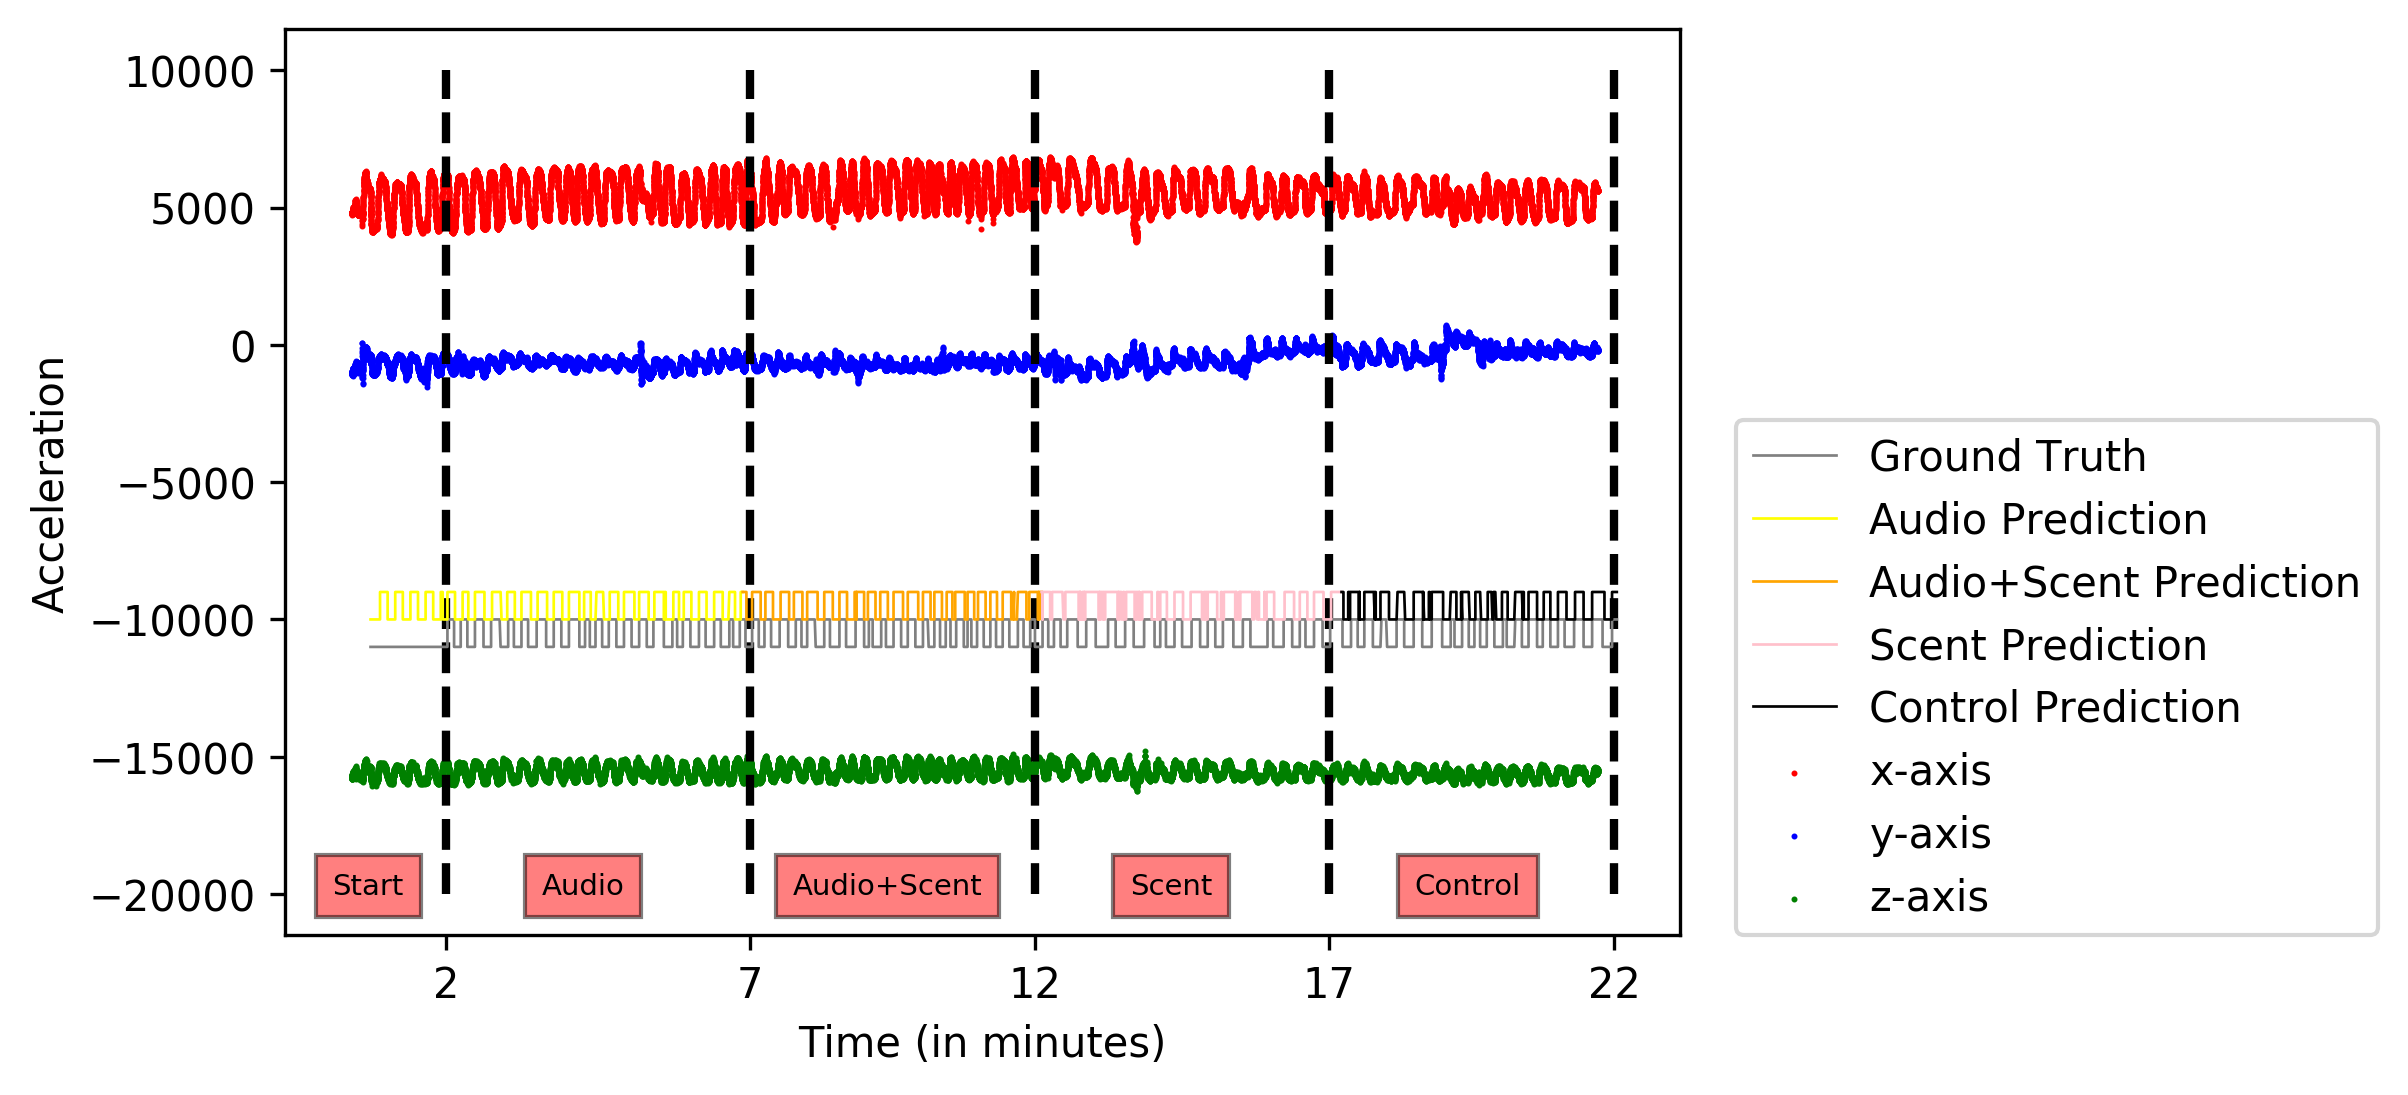 10000
5000
0
−5000
−10000
−15000
−20000
Acceleration
Start
Audio
Audio+Scent
Scent
Control
2
7
12
17
22
Time (in minutes)
Ground Truth
Audio Prediction
Audio+Scent Prediction
Scent Prediction
Control Prediction
x-axis
y-axis
z-axis